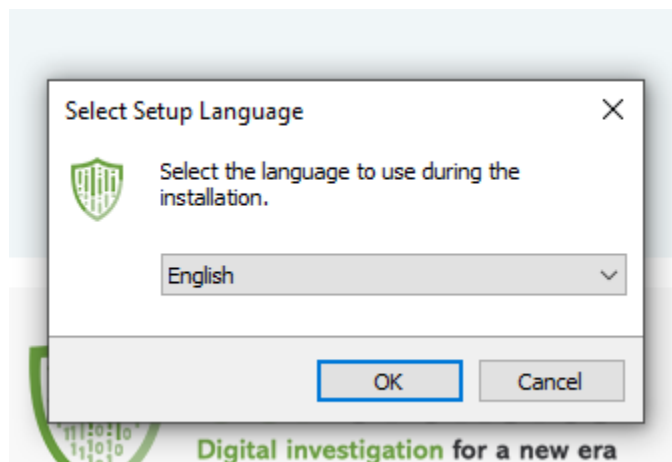 Select Setup Language
Select the language to use during the
installation.
English
OK
Cancel
Digital investigation for a new era